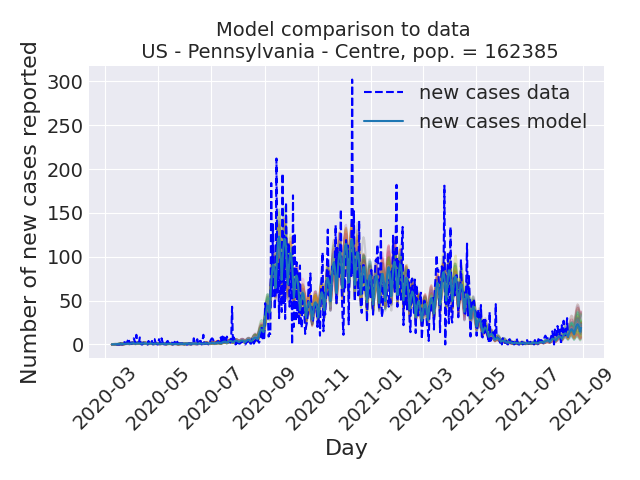 Model comparison to data
US - Pennsylvania - Centre, pop. = 162385
Number of new cases reported
300
250
200
150
100
50
0
new cases data
new cases model
2020-03
2020-05
2020-07
2020-09
2020-11
2021-01
2021-03
2021-05
2021-07
2021-09
Day